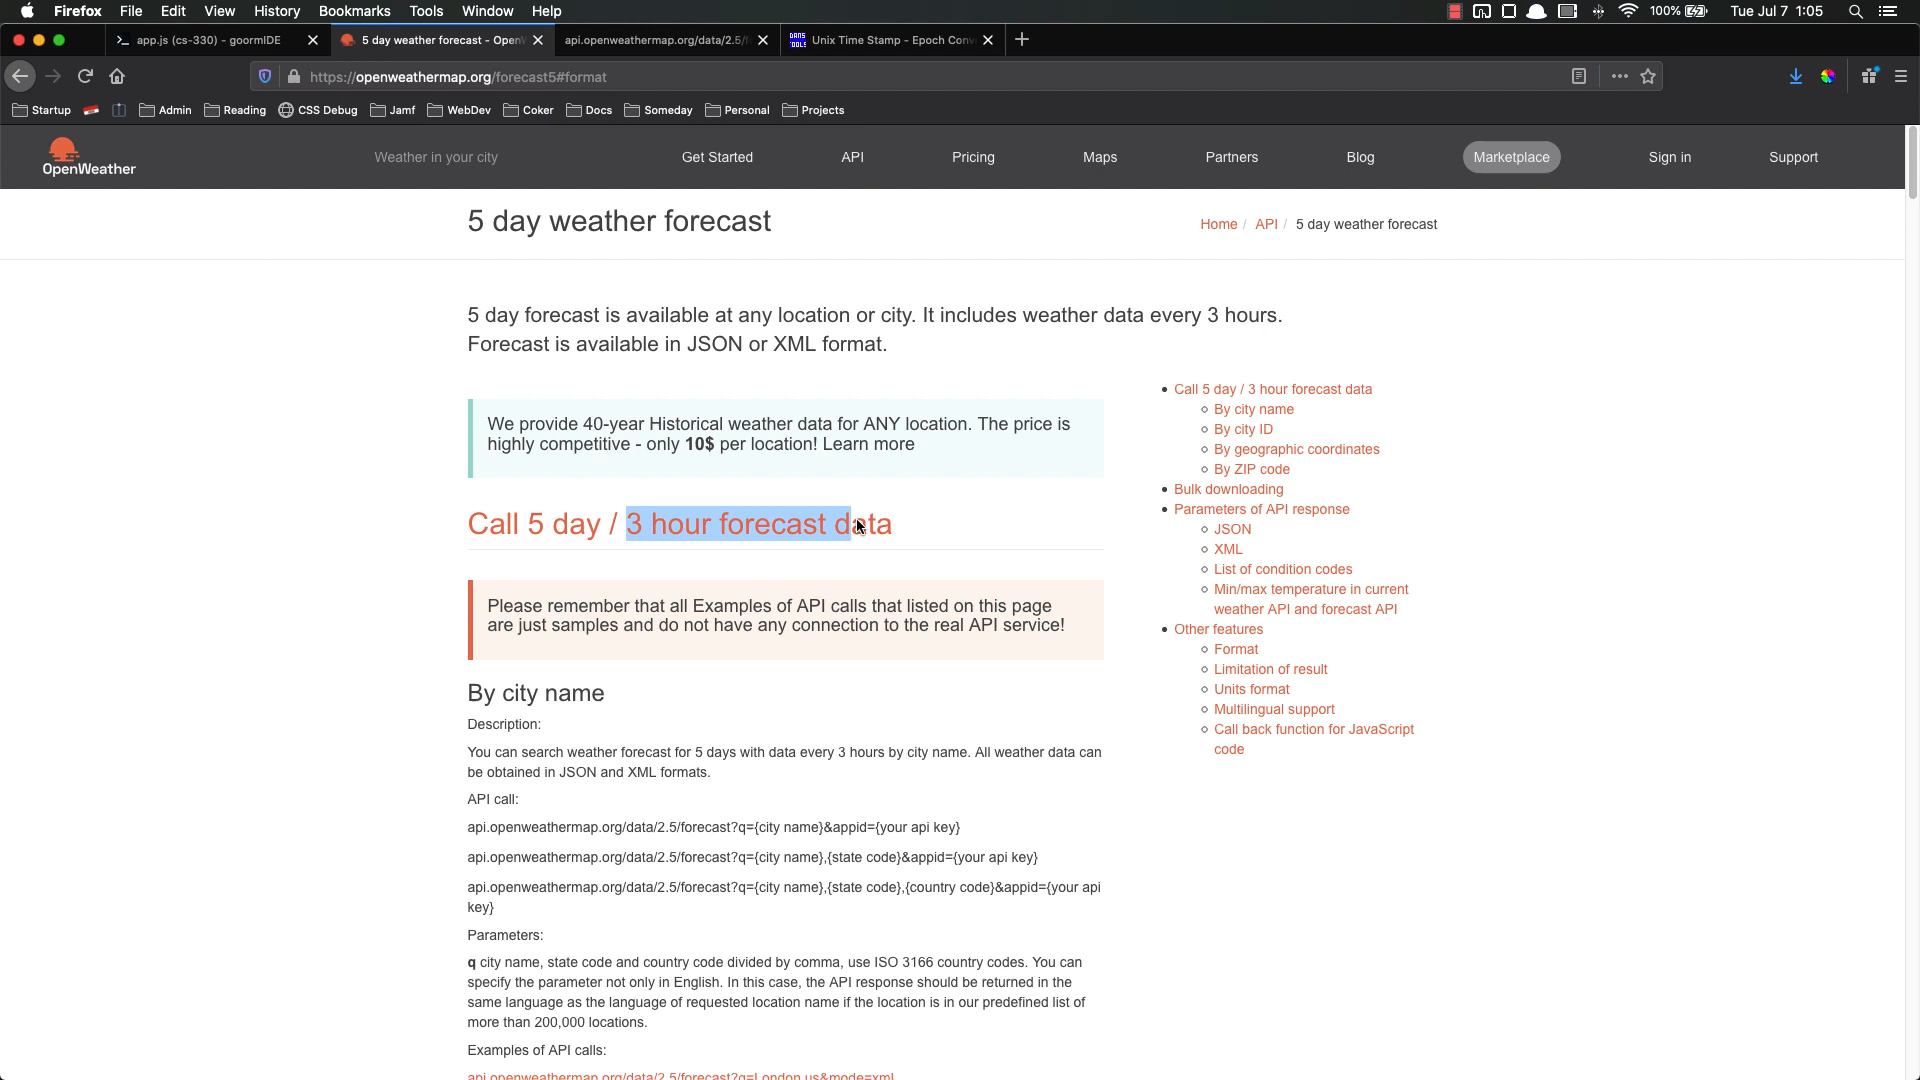 Firefox File Edit View History Bookmarks Tools Window Help 100% Tue Jul 7 1:05
app.js (cs-330) - goormIDE 5 day weather forecast - Open api.openweathermap.org/data/2.5/ DANS TOOLS Unix Time Stamp - Epoch Conv
https://openweathermap.org/forecast5#format
Startup Admin Reading CSS Debug Jamf WebDev Coker Docs Someday Personal Projects
OpenWeather Weather in your city Get Started API Pricing Maps Partners Blog Marketplace Sign in Support
5 day weather forecast
Home / API / 5 day weather forecast
5 day forecast is available at any location or city. It includes weather data every 3 hours.
Forecast is available in JSON or XML format.
We provide 40-year Historical weather data for ANY location. The price is
highly competitive - only 10$ per location! Learn more
Call 5 day / 3 hour forecast data
Please remember that all Examples of API calls that listed on this page
are just samples and do not have any connection to the real API service!
By city name
Description:
You can search weather forecast for 5 days with data every 3 hours by city name. All weather data can
be obtained in JSON and XML formats.
API call:
api.openweathermap.org/data/2.5/forecast?q={city name}&appid={your api key}
api.openweathermap.org/data/2.5/forecast?q={city name},{state code}&appid={your api key}
api.openweathermap.org/data/2.5/forecast?q={city name},{state code},{country code}&appid={your api
key}
Parameters:
q city name, state code and country code divided by comma, use ISO 3166 country codes. You can
specify the parameter not only in English. In this case, the API response should be returned in the
same language as the language of requested location name if the location is in our predefined list of
more than 200,000 locations.
Examples of API calls:
api.openweathermap.org/data/2.5/forecast?q=London,us&mode=xml
Call 5 day / 3 hour forecast data
By city name
By city ID
By geographic coordinates
By ZIP code
Bulk downloading
Parameters of API response
JSON
XML
List of condition codes
Min/max temperature in current
weather API and forecast API
Other features
Format
Limitation of result
Units format
Multilingual support
Call back function for JavaScript
code